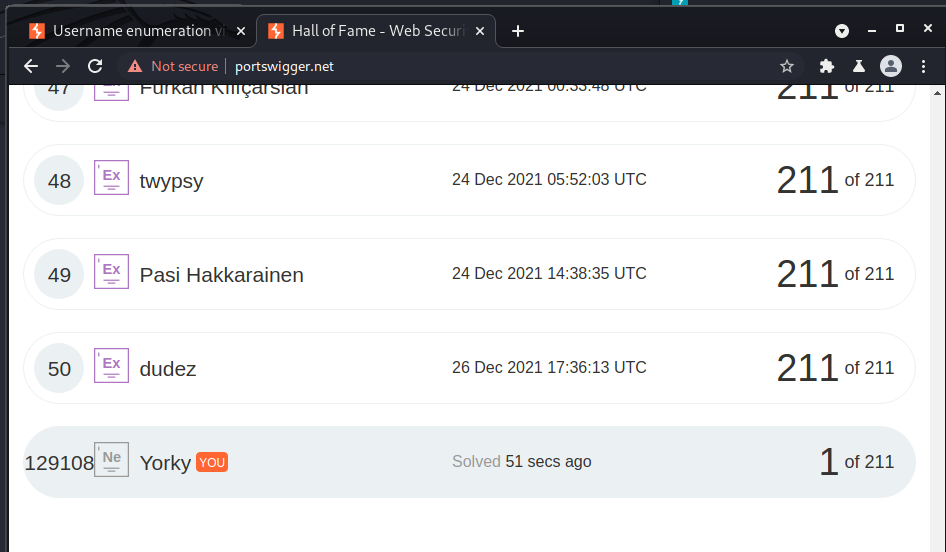 Username enumeration vi
Hall of Fame - Web Securi
Not secure portswigger.net
47 Ex Furkan Kılıçarslan 24 Dec 2021 00:33:48 UTC 211 of 211
48 Ex twypsy 24 Dec 2021 05:52:03 UTC 211 of 211
49 Ex Pasi Hakkarainen 24 Dec 2021 14:38:35 UTC 211 of 211
50 Ex dudez 26 Dec 2021 17:36:13 UTC 211 of 211
129108 Ne Yorky YOU Solved 51 secs ago 1 of 211